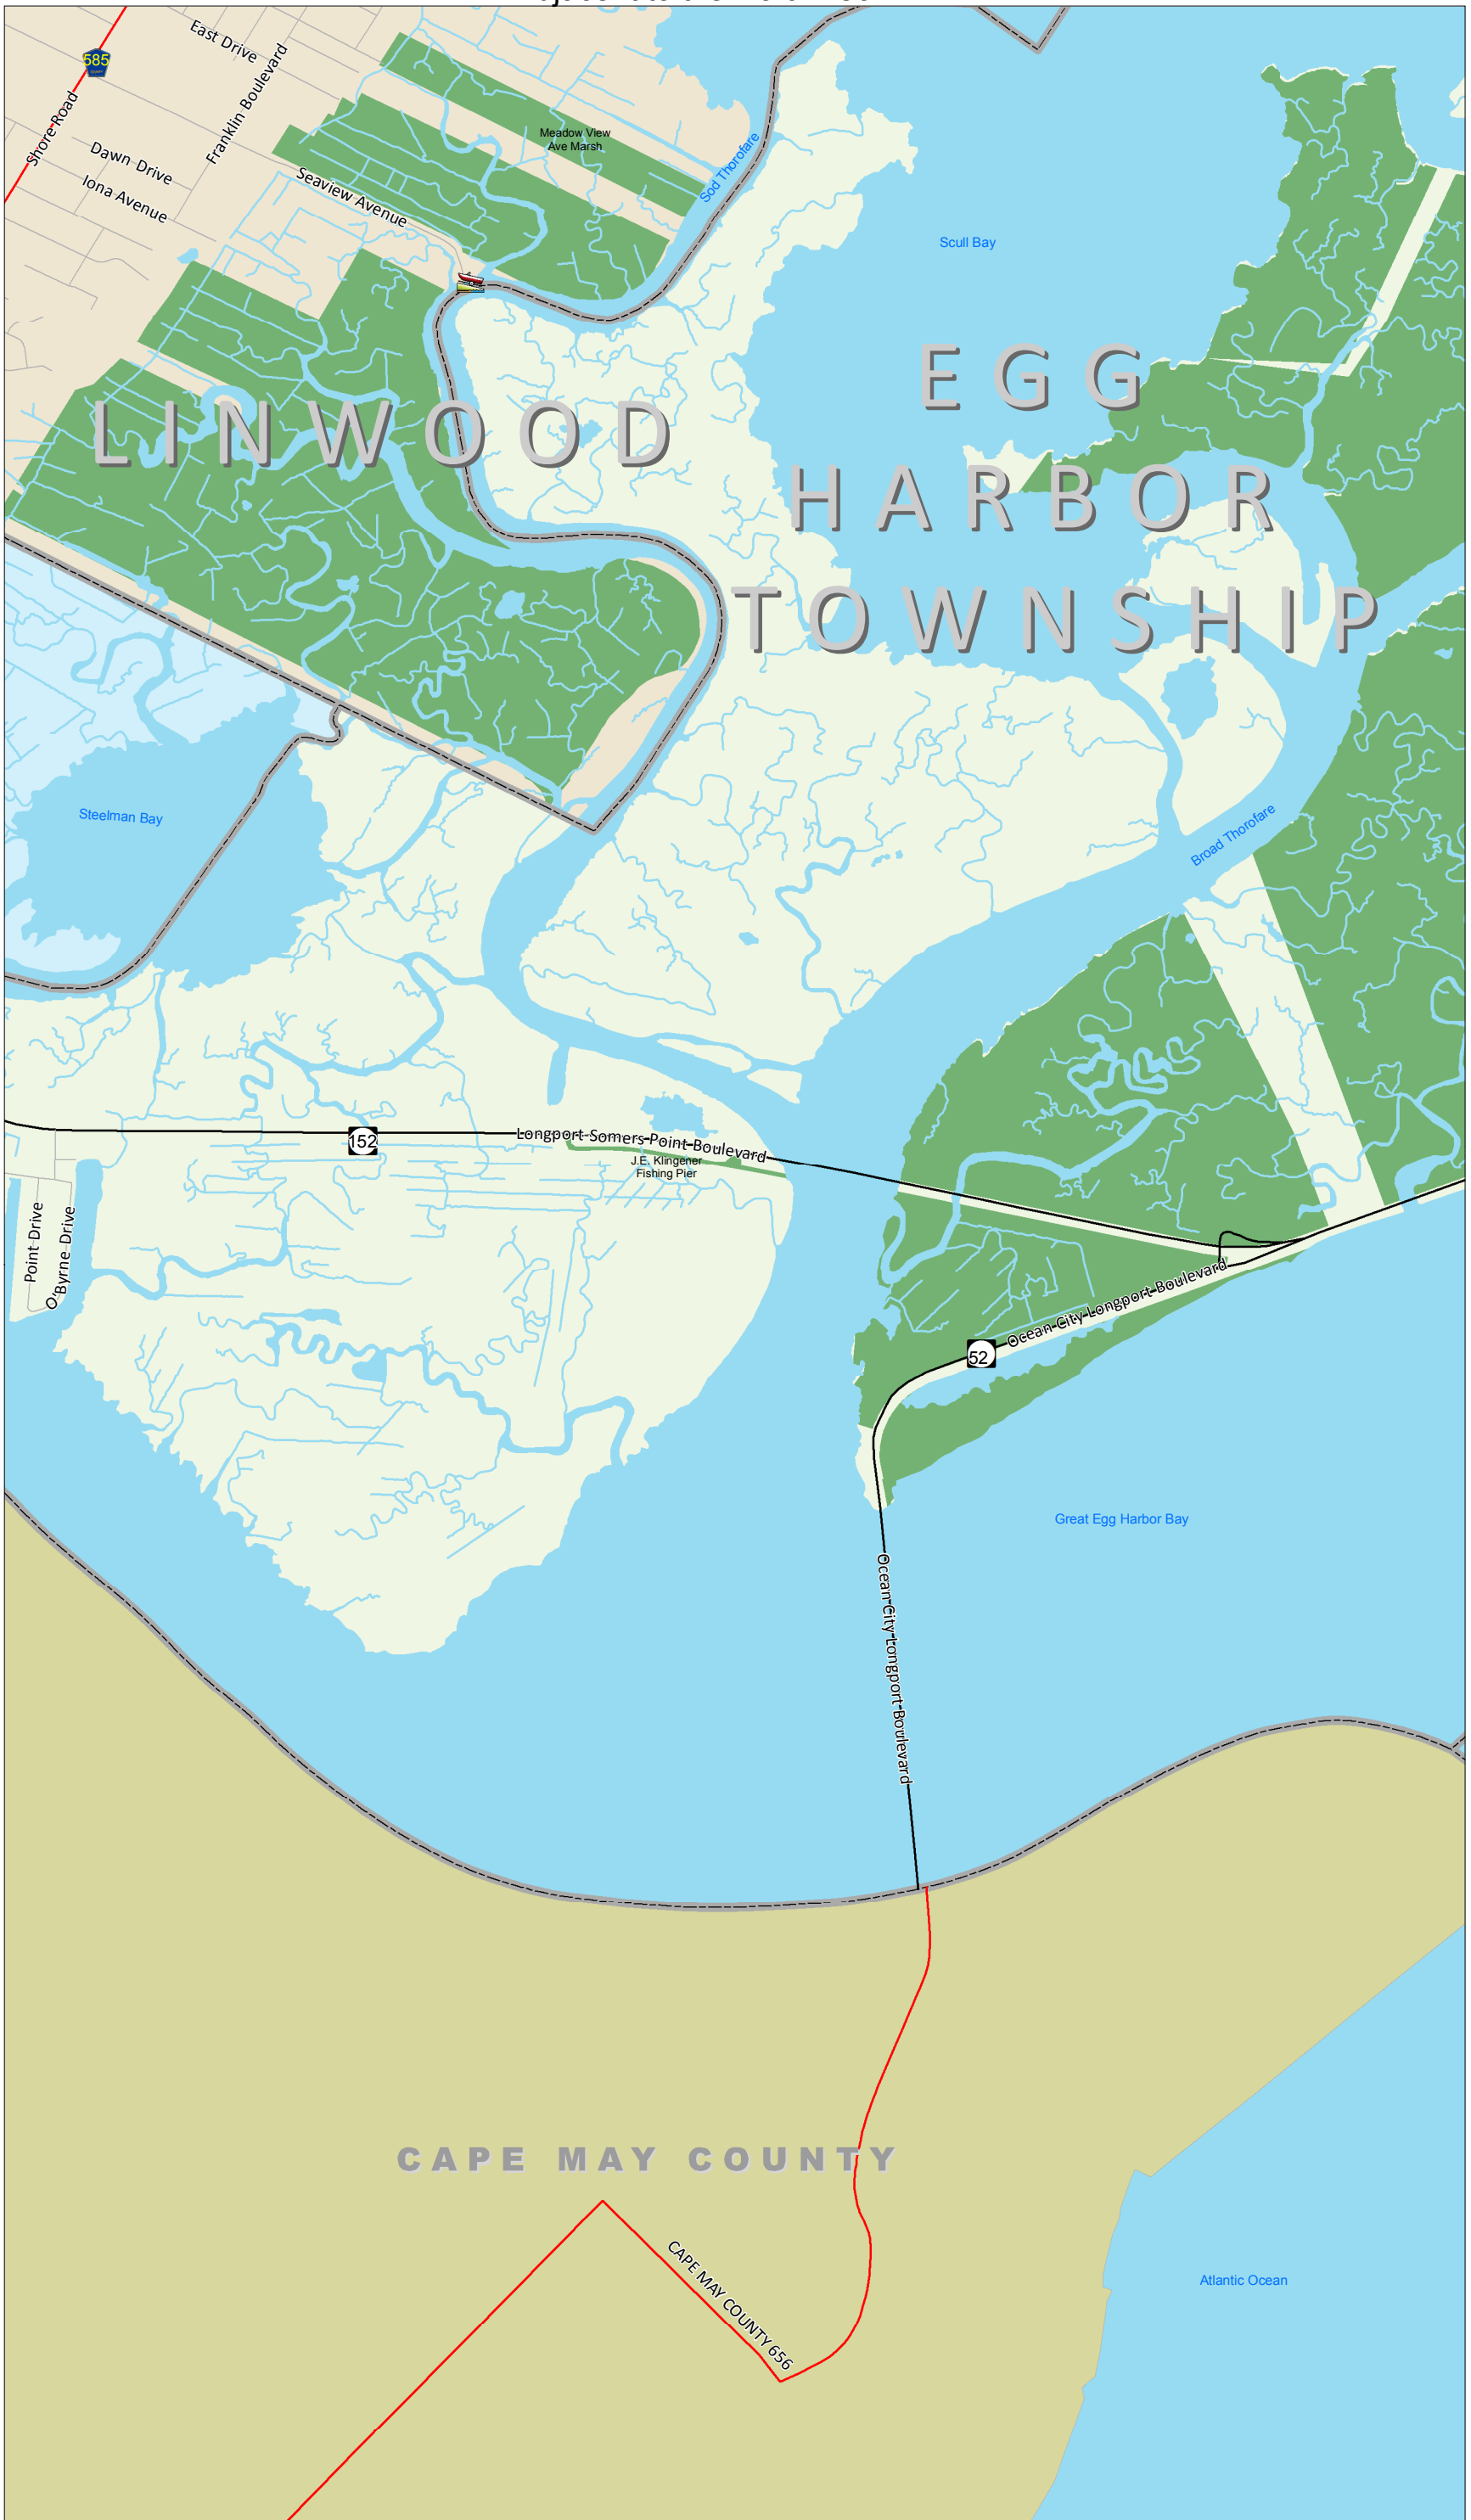 585
East Drive
Franklin Boulevard
Shore Road
Dawn Drive
Iona Avenue
Seaview Avenue
Meadow View
Ave Marsh
Sod Thorofare
Scull Bay
LINWOOD
EGG
HARBOR
TOWNSHIP
Steelman Bay
Broad Thorofare
152
Longport Somers Point Boulevard
J.E. Klingener
Fishing Pier
Point Drive
O'Byrne Drive
Ocean City Longport Boulevard
52
Great Egg Harbor Bay
Ocean City Longport Boulevard
CAPE MAY COUNTY
CAPE MAY COUNTY 656
Atlantic Ocean